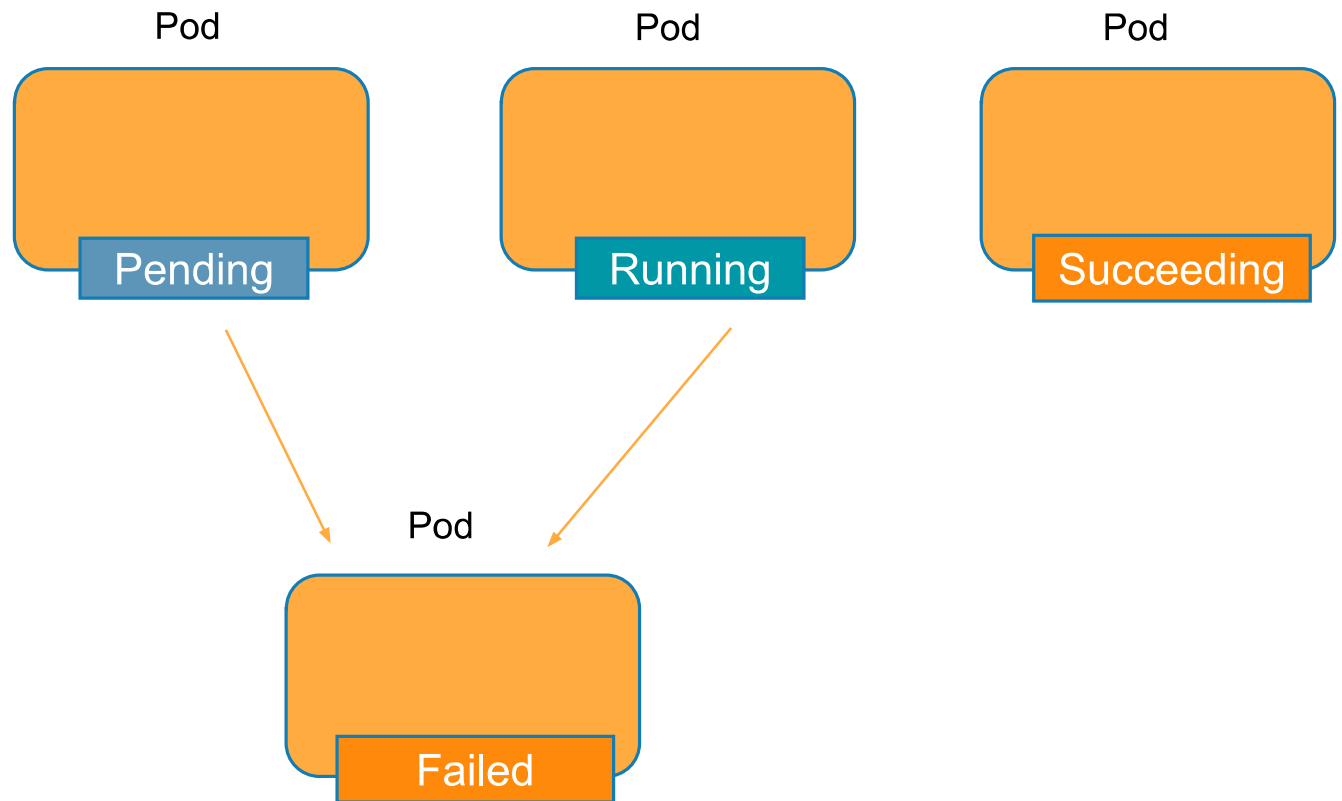 Pod
Pod
Pod
Pending
Running
Succeeding
Pod
Failed